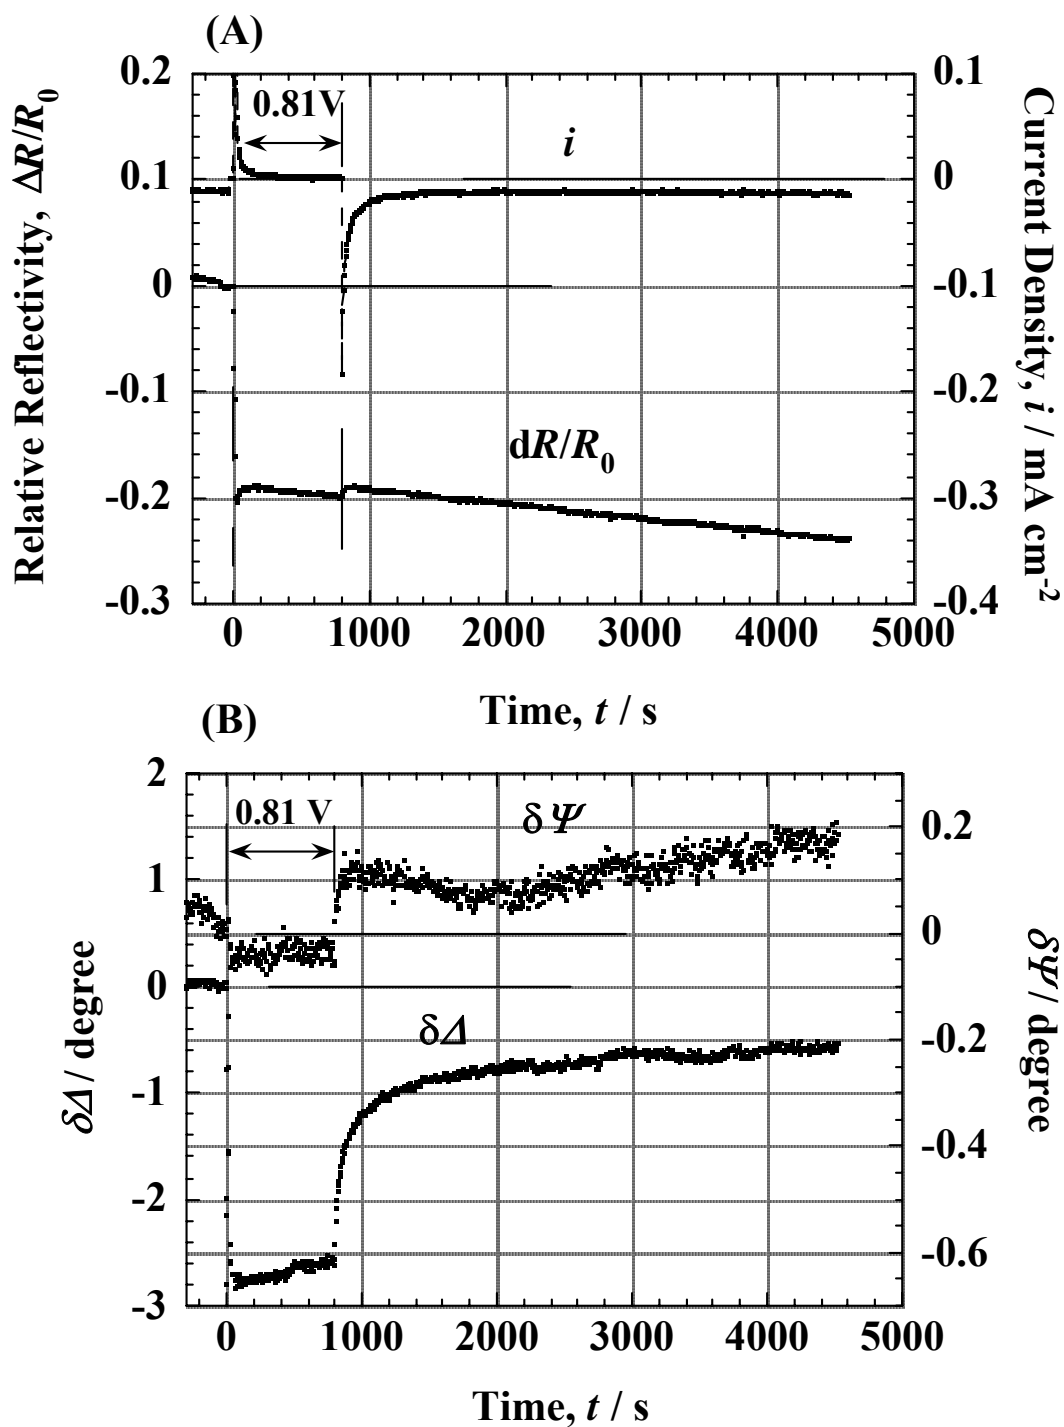 (A)
0.2
0.1
0
-0.1
-0.2
-0.3
Relative Reflectivity, ΔR/R0
0.81V
i
dR/R0
0.1
0
-0.1
-0.2
-0.3
-0.4
Current Density, i / mA cm-2
0 1000 2000 3000 4000 5000
Time, t / s
(B)
2
1
0
-1
-2
-3
δΔ / degree
0.81 V
δΨ
δΔ
0.2
0
-0.2
-0.4
-0.6
δΨ / degree
0 1000 2000 3000 4000 5000
Time, t / s